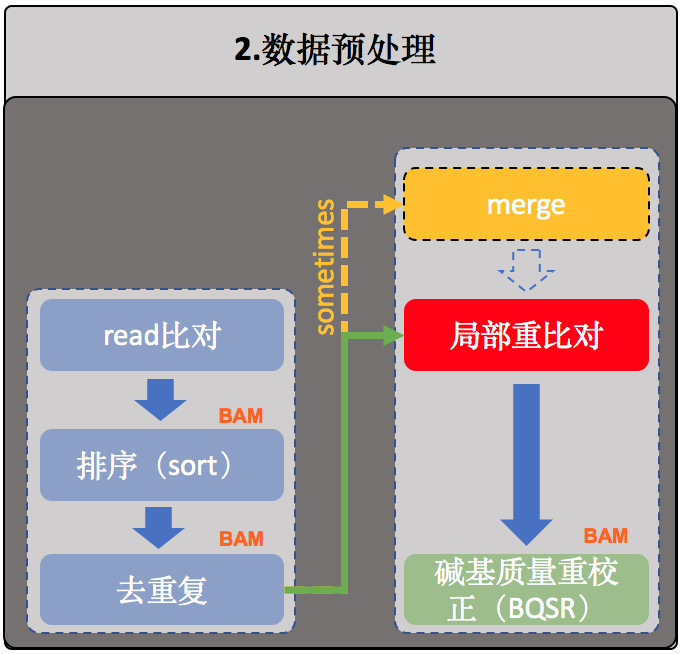 2.数据预处理
read比对
BAM
排序（sort）
BAM
去重复
sometimes
merge
局部重比对
BAM
碱基质量重校
正（BQSR）